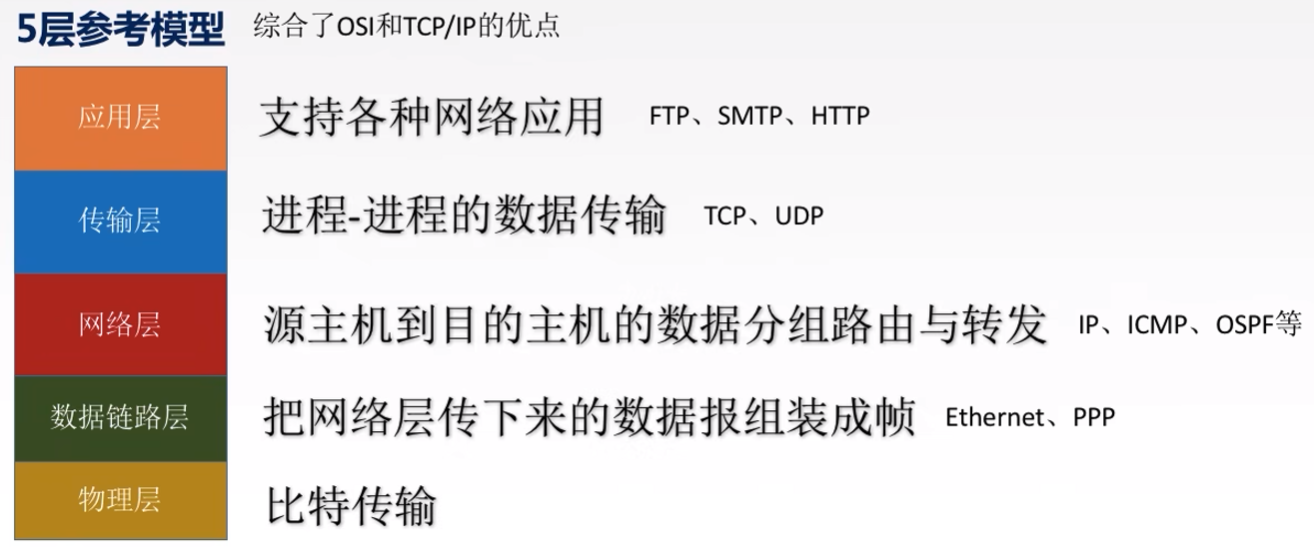 5层参考模型 综合了OSI和TCP/IP的优点
应用层 支持各种网络应用 FTP、SMTP、HTTP
传输层 进程-进程的数据传输 TCP、UDP
网络层 源主机到目的主机的数据分组路由与转发 IP、ICMP、OSPF等
数据链路层 把网络层传下来的数据报组装成帧 Ethernet、PPP
物理层 比特传输